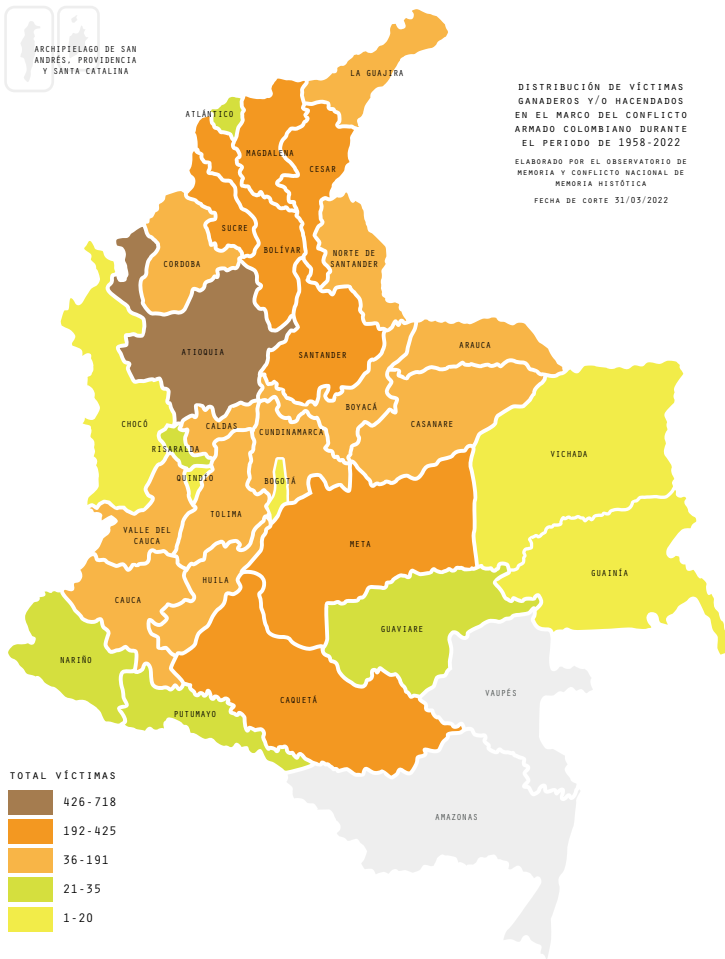 ARCHIPIELAGO DE SAN
ANDRÉS, PROVIDENCIA
Y SANTA CATALINA
LA GUAJIRA
DISTRIBUCIÓN DE VÍCTIMAS
GANADEROS Y/O HACENDADOS
EN EL MARCO DEL CONFLICTO
ARMADO COLOMBIANO DURANTE
EL PERIODO DE 1958-2022
ELABORADO POR EL OBSERVATORIO DE
MEMORIA Y CONFLICTO NACIONAL DE
MEMORIA HISTÓTICA
FECHA DE CORTE 31/03/2022
ATLÁNTICO
MAGDALENA
CESAR
SUCRE
BOLÍVAR
NORTE DE
SANTANDER
CORDOBA
ATIOQUIA
SANTANDER
ARAUCA
BOYACÁ
CHOCÓ
CALDAS
CUNDINAMARCA
CASANARE
RISARALDA
VICHADA
QUINDÍO
BOGOTÁ
TOLIMA
VALLE DEL
CAUCA
META
HUILA
GUAINÍA
CAUCA
GUAVIARE
NARIÑO
VAUPÉS
CAQUETÁ
PUTUMAYO
AMAZONAS
TOTAL VÍCTIMAS
426-718
192-425
36-191
21-35
1-20